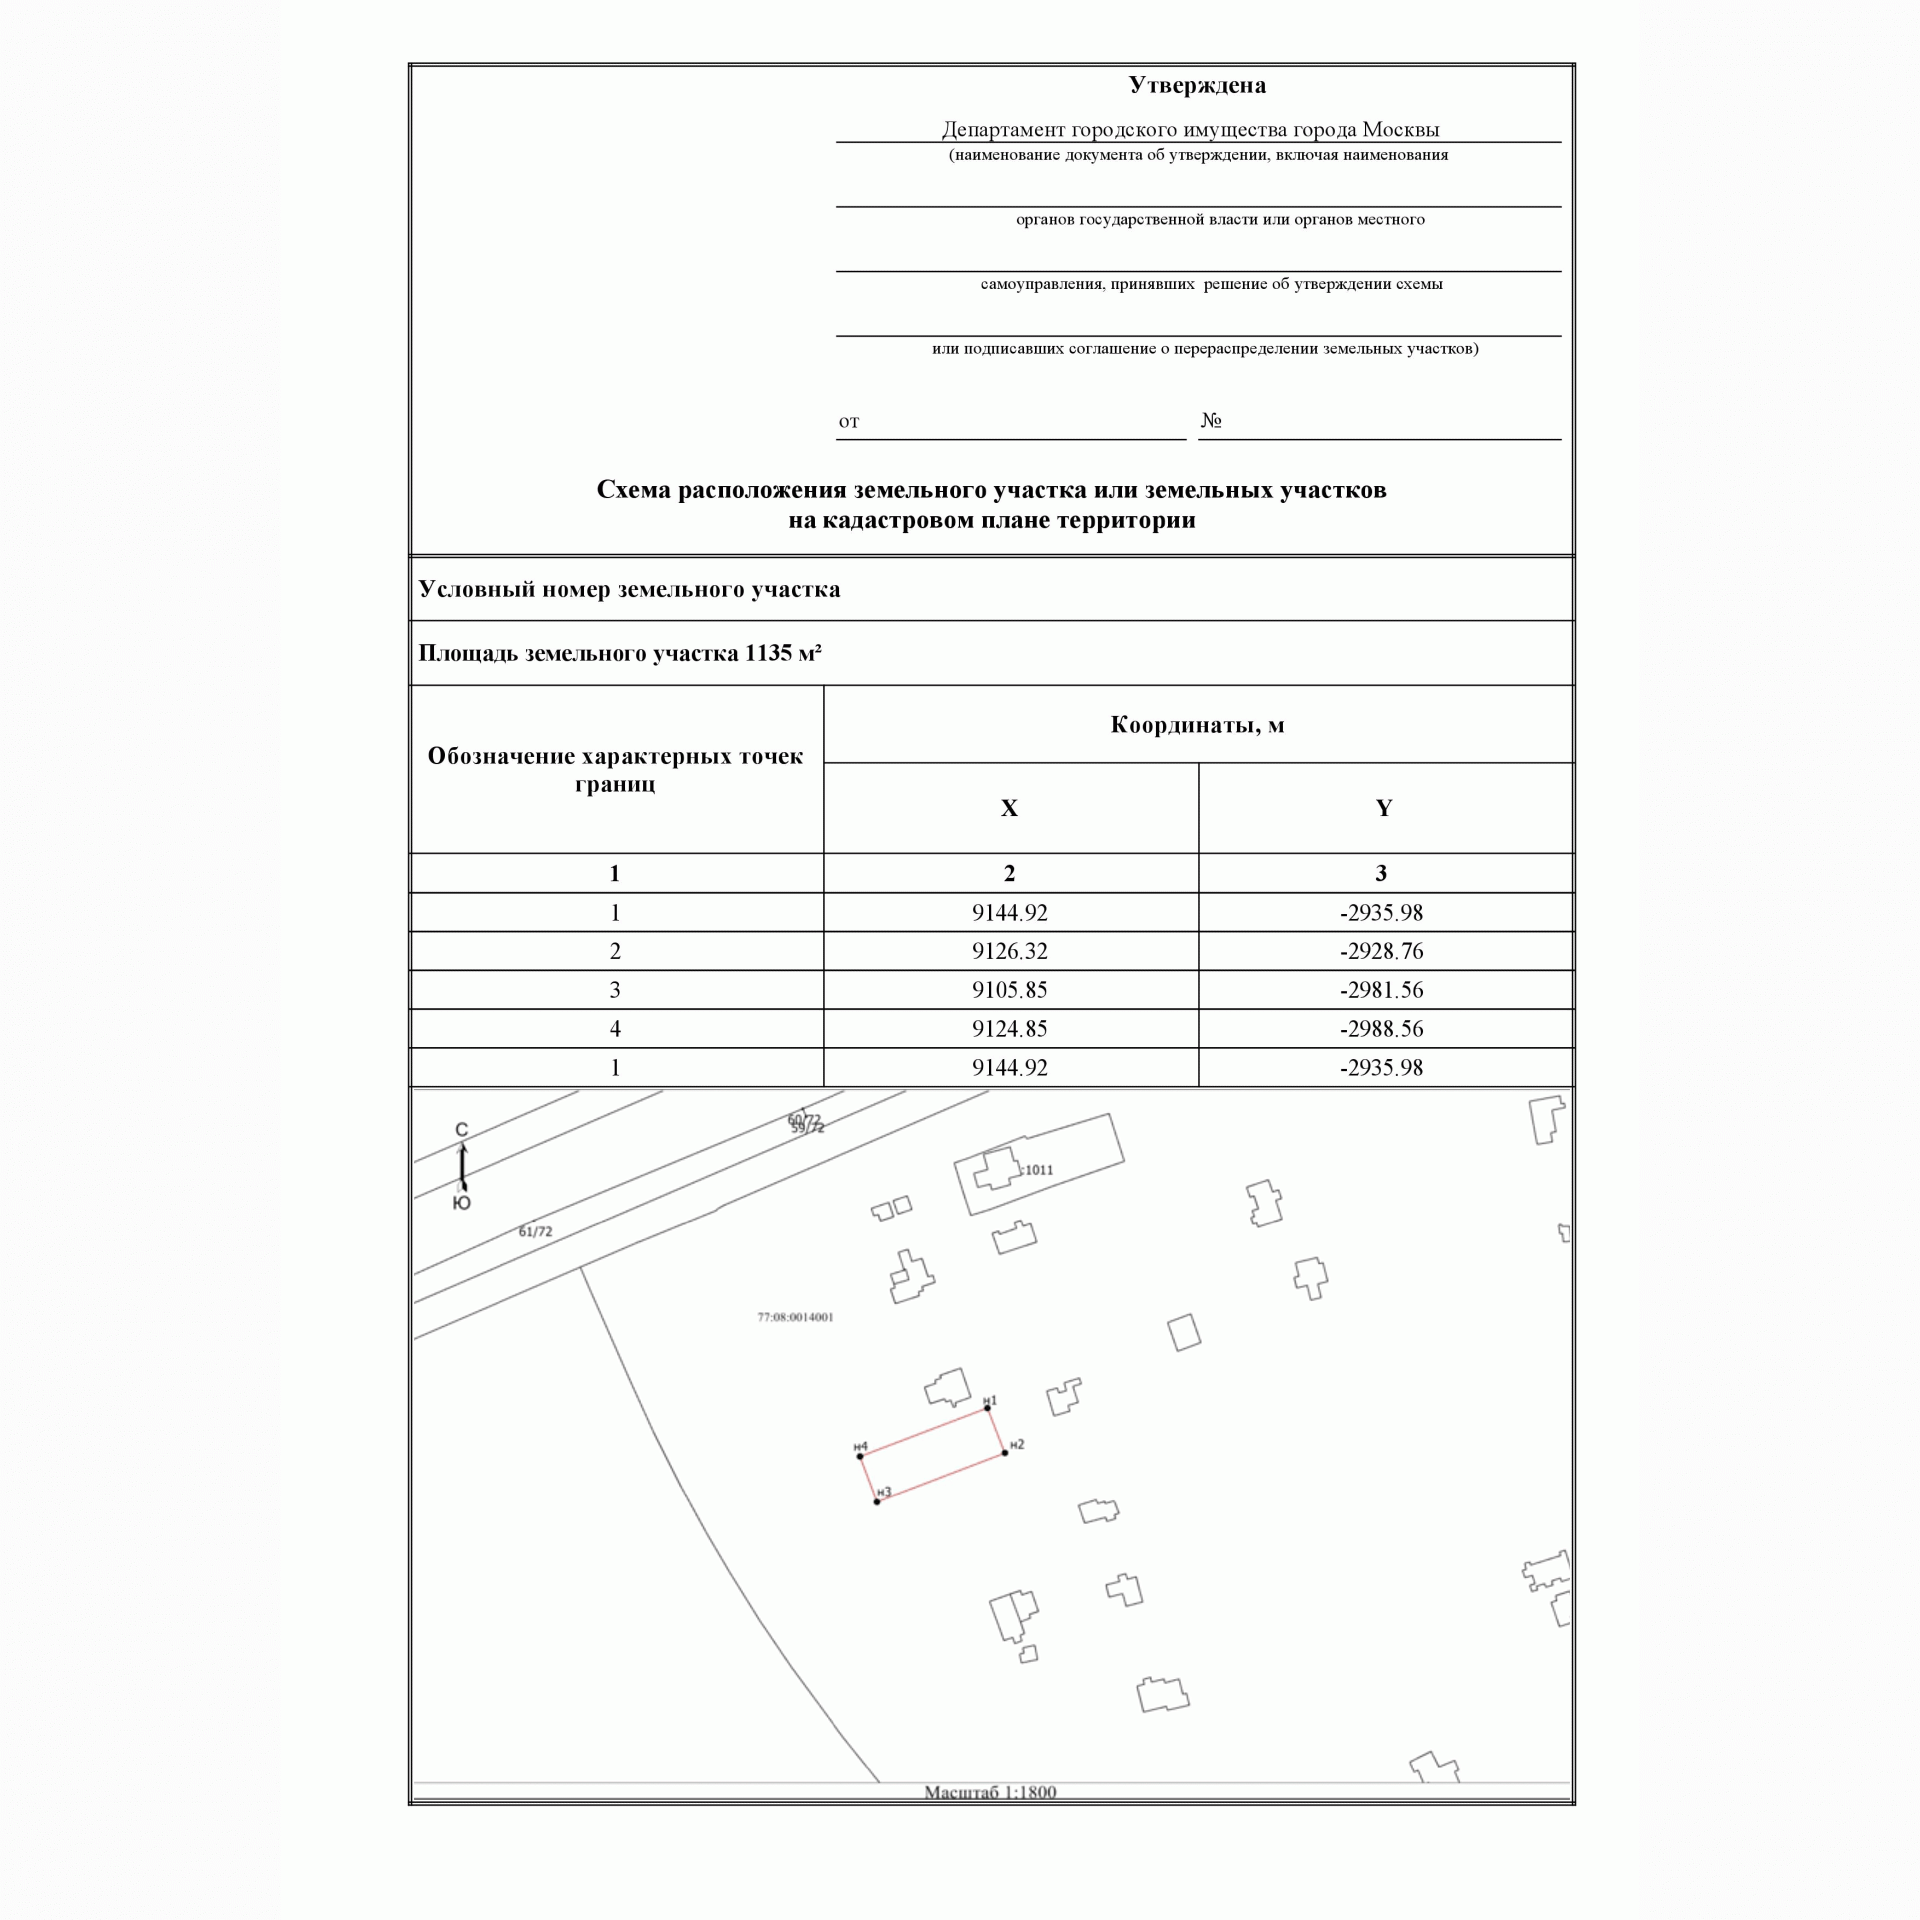 Утверждена
Департамент городского имущества города Москвы
(наименование документа об утверждении, включая наименования
органов государственной власти или органов местного
самоуправления, принявших решение об утверждении схемы
или подписавших соглашение о перераспределении земельных участков)
от №
Схема расположения земельного участка или земельных участков
на кадастровом плане территории
Условный номер земельного участка
Площадь земельного участка 1135 м²
Обозначение характерных точек
границ
Координаты, м
X Y
1 2 3
1 9144.92 -2935.98
2 9126.32 -2928.76
3 9105.85 -2981.56
4 9124.85 -2988.56
1 9144.92 -2935.98
60/72
59/72
С
Ю
:1011
61/72
77:08:0014001
н1
н4 н2
н3
Масштаб 1:1800